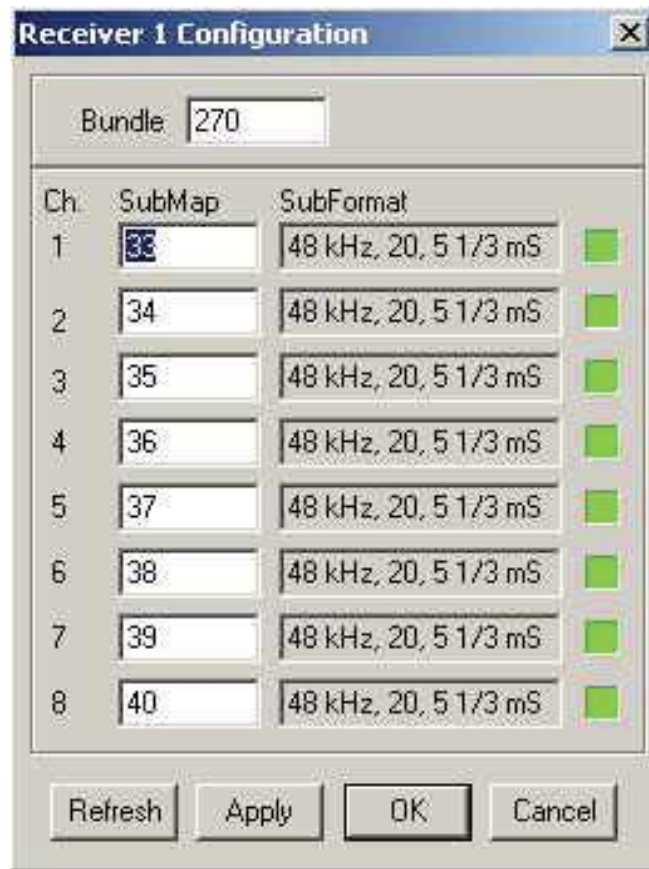 Receiver 1 Configuration
Bundle 270
Ch. SubMap SubFormat
1 33 48 kHz, 20, 5 1/3 mS
2 34 48 kHz, 20, 5 1/3 mS
3 35 48 kHz, 20, 5 1/3 mS
4 36 48 kHz, 20, 5 1/3 mS
5 37 48 kHz, 20, 5 1/3 mS
6 38 48 kHz, 20, 5 1/3 mS
7 39 48 kHz, 20, 5 1/3 mS
8 40 48 kHz, 20, 5 1/3 mS
Refresh Apply OK Cancel